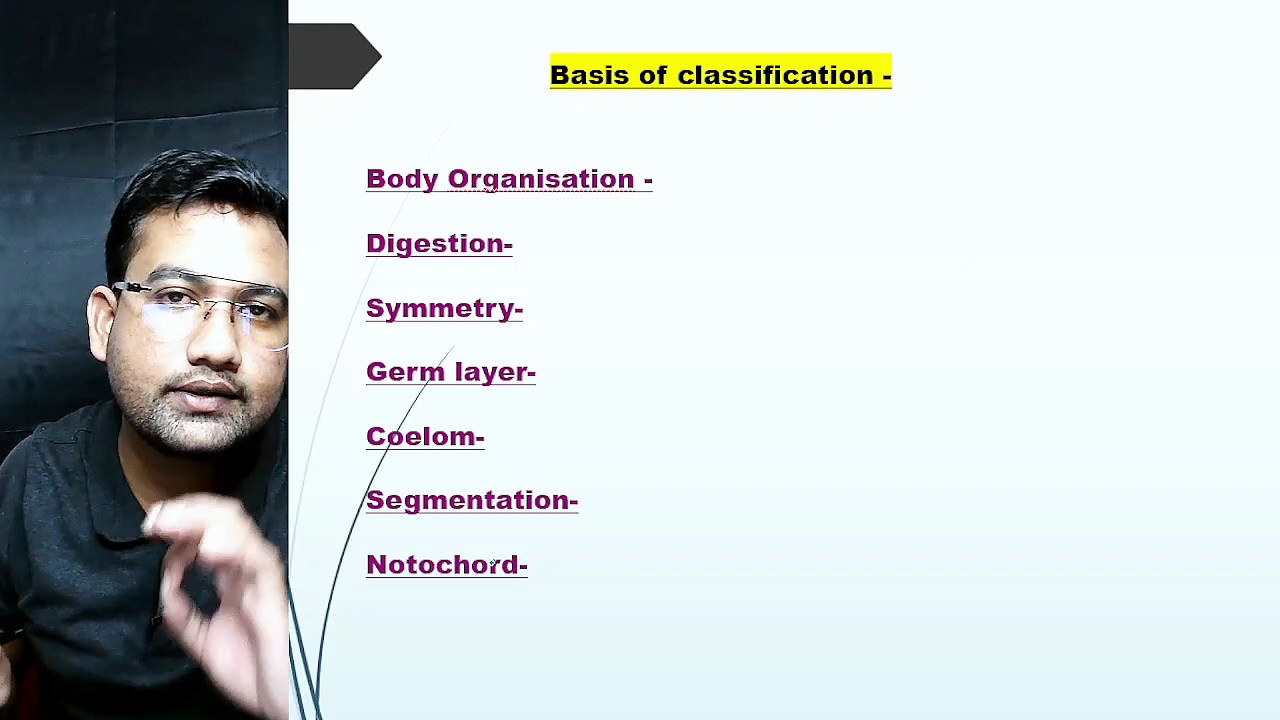 Basis of classification -
Body Organisation -
Digestion-
Symmetry-
Germ layer-
Coelom-
Segmentation-
Notochord-